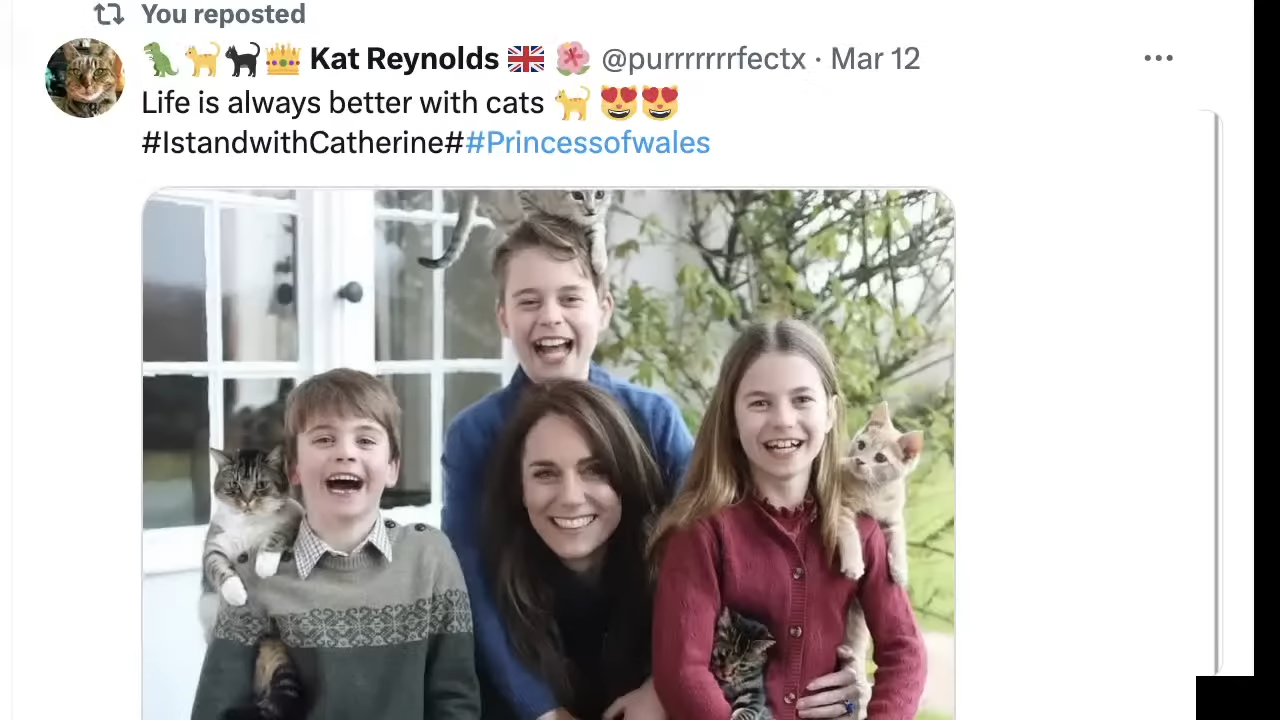 You reposted
🦖🐈🐈‍⬛👑 Kat Reynolds 🇬🇧 🌺 @purrrrrrrfectx · Mar 12
Life is always better with cats 🐈 😻😻
#IstandwithCatherine##Princessofwales